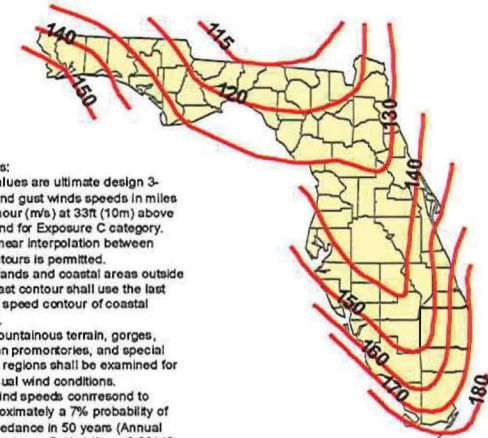 115
140
120
150
130
s:
alues are ultimate design 3-
nd gust winds speeds in miles
hour (m/s) at 33ft (10m) above
nd for Exposure C category.
near interpolation between
tours is permitted.
ands and coastal areas outside
ast contour shall use the last
speed contour of coastal
140
ountainous terrain, gorges,
n promontories, and special
regions shall be examined for
ual wind conditions.
ind speeds conrresond to
oximately a 7% probability of
edance in 50 years (Annual
150
160
170
180